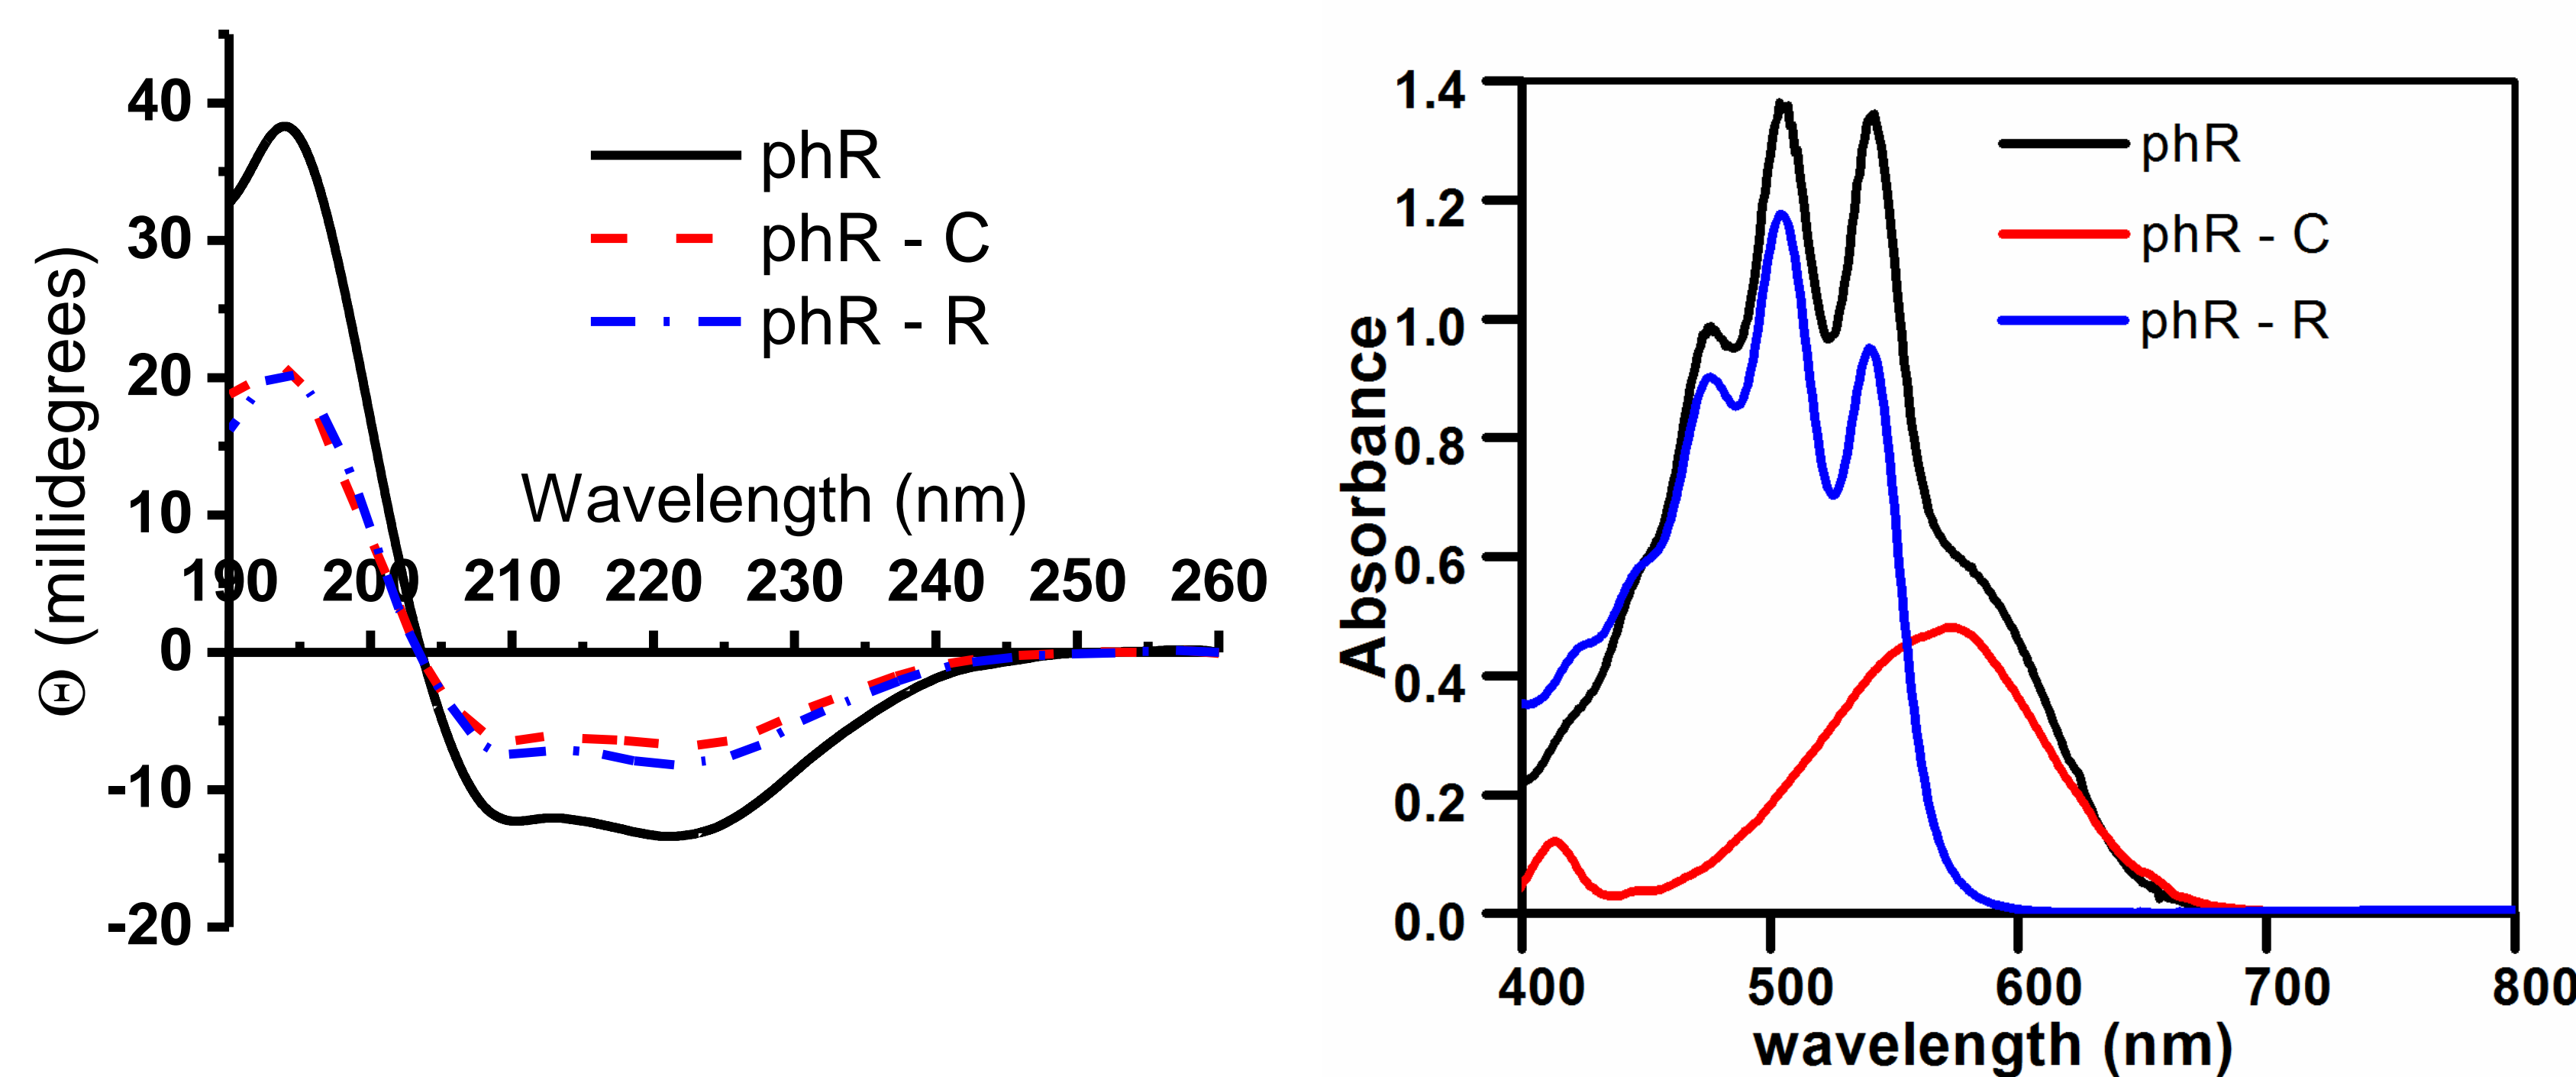 40
30
20
10
0
-10
-20
Θ (millidegrees)
phR
phR - C
phR - R
Wavelength (nm)
190 200 210 220 230 240 250 260
1.4
1.2
1.0
0.8
0.6
0.4
0.2
0.0
Absorbance
phR
phR - C
phR - R
400 500 600 700 800
wavelength (nm)